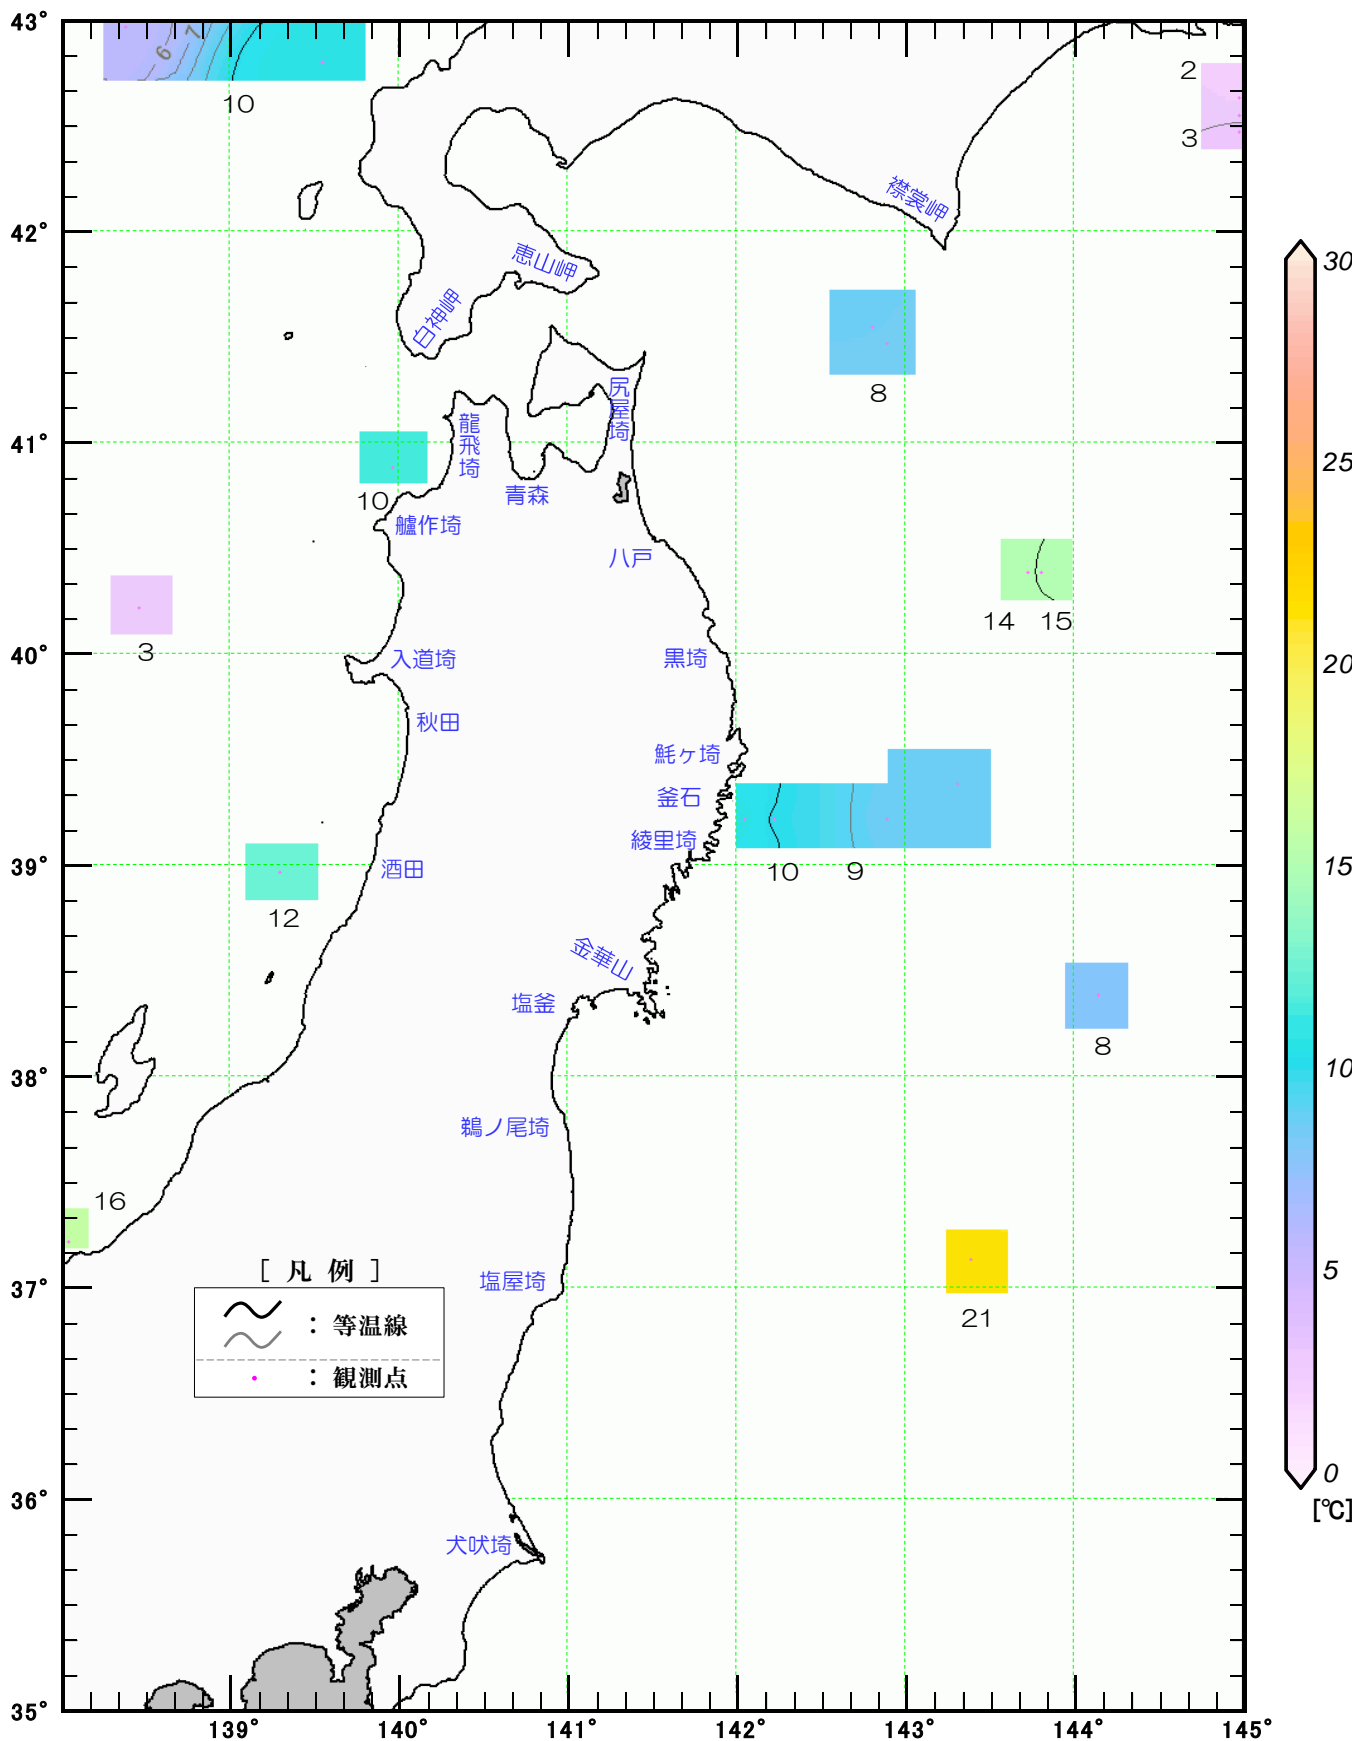 43°
6
7
10
2
3
襟裳岬
42°
恵山岬
白神岬
30
8
尻屋埼
龍飛埼
41°
10
青森
艫作埼
25
八戸
14
15
3
40°
入道埼
黒埼
20
秋田
魹ヶ埼
釜石
綾里埼
10
9
39°
酒田
15
12
金華山
塩釜
8
38°
10
鵜ノ尾埼
16
[ 凡 例 ]
塩屋埼
37°
21
5
：等温線
：観測点
0
36°
[℃]
犬吠埼
35°
139°
140°
141°
142°
143°
144°
145°